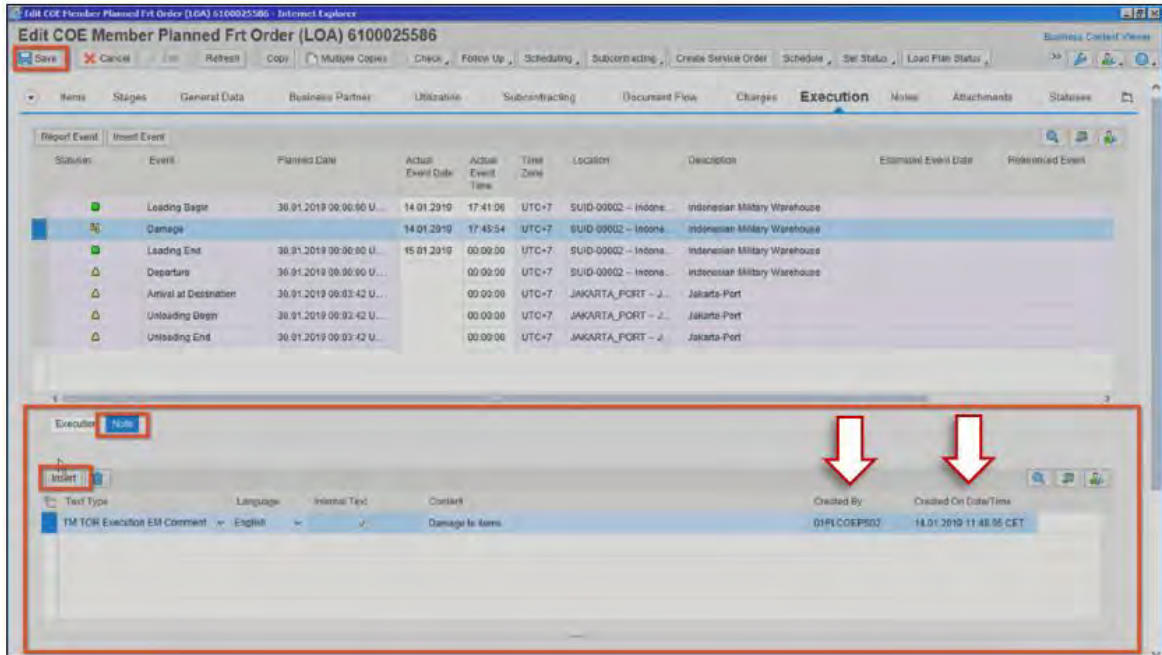 Edit COE Member Planned Frt Order (LOA) 6100025586 - Internet Explorer
Edit COE Member Planned Frt Order (LOA) 6100025586
Business Context Viewer
Save Cancel Edit Refresh Copy Multiple Copies Check Follow Up Scheduling Subcontracting Create Service Order Schedule Set Status Load Plan Status
Items Stages General Data Business Partner Utilization Subcontracting Document Flow Charges Execution Notes Attachments Statuses
Report Event Insert Event
Statuses Event Planned Date Actual Event Date Actual Event Time Time Zone Location Description Estimated Event Date Referenced Event
Loading Begin 30.01.2019 00:00:00 U... 14.01.2019 17:41:06 UTC+7 SUID-00002 – Indone... Indonesian Military Warehouse
Damage 14.01.2019 17:45:54 UTC+7 SUID-00002 – Indone... Indonesian Military Warehouse
Loading End 30.01.2019 00:00:00 U... 15.01.2019 00:00:00 UTC+7 SUID-00002 – Indone... Indonesian Military Warehouse
Departure 30.01.2019 00:00:00 U... 00:00:00 UTC+7 SUID-00002 – Indone... Indonesian Military Warehouse
Arrival at Destination 30.01.2019 00:03:42 U... 00:00:00 UTC+7 JAKARTA_PORT – J... Jakarta-Port
Unloading Begin 30.01.2019 00:03:42 U... 00:00:00 UTC+7 JAKARTA_PORT – J... Jakarta-Port
Unloading End 30.01.2019 00:03:42 U... 00:00:00 UTC+7 JAKARTA_PORT – J... Jakarta-Port
Execution Note
Insert
Text Type Language Internal Text Content Created By Created On Date/Time
TM TOR Execution EM Comment English Damage to items 14.01.2019 11:48:05 CET